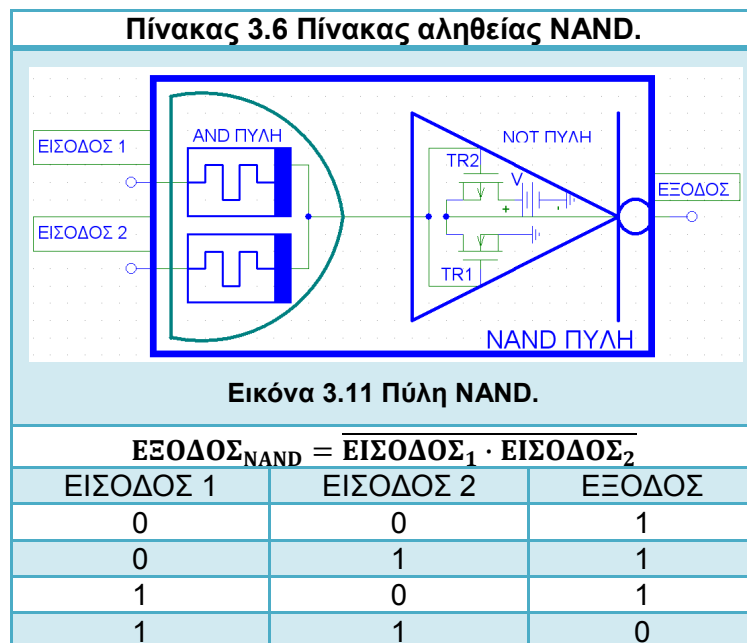 Πίνακας 3.6 Πίνακας αληθείας NAND.
ΕΙΣΟΔΟΣ 1
AND ΠΥΛΗ
NOT ΠΥΛΗ
TR2
V
+
-
ΕΞΟΔΟΣ
ΕΙΣΟΔΟΣ 2
TR1
NAND ΠΥΛΗ
Εικόνα 3.11 Πύλη NAND.
ΕΞΟΔΟΣ_NAND = \overline{ΕΙΣΟΔΟΣ_1 · ΕΙΣΟΔΟΣ_2}
ΕΙΣΟΔΟΣ 1 ΕΙΣΟΔΟΣ 2 ΕΞΟΔΟΣ
0 0 1
0 1 1
1 0 1
1 1 0